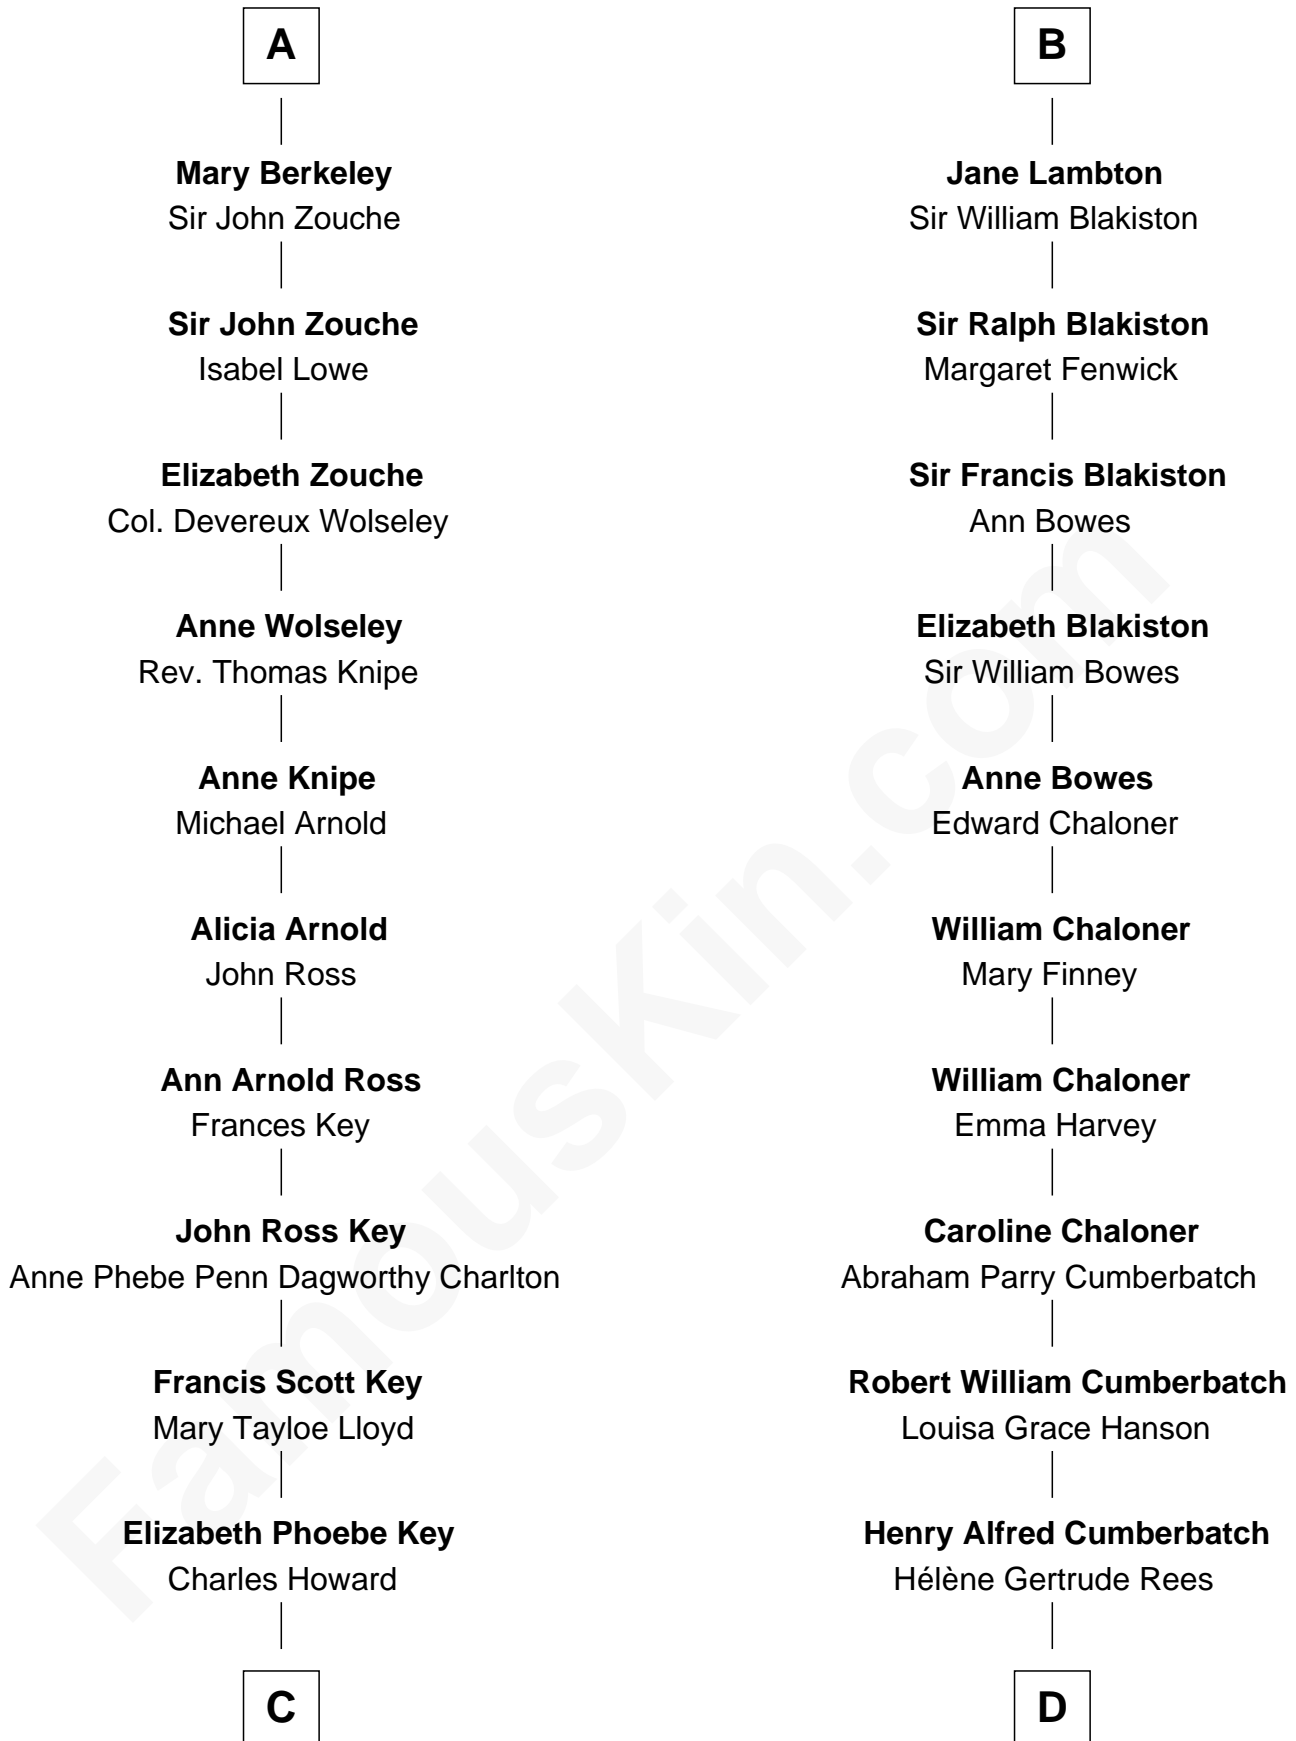 A
Mary Berkeley
Sir John Zouche
Sir John Zouche
Isabel Lowe
Elizabeth Zouche
Col. Devereux Wolseley
Anne Wolseley
Rev. Thomas Knipe
Anne Knipe
Michael Arnold
Alicia Arnold
John Ross
Ann Arnold Ross
Frances Key
John Ross Key
Anne Phebe Penn Dagworthy Charlton
Francis Scott Key
Mary Tayloe Lloyd
Elizabeth Phoebe Key
Charles Howard
C
B
Jane Lambton
Sir William Blakiston
Sir Ralph Blakiston
Margaret Fenwick
Sir Francis Blakiston
Ann Bowes
Elizabeth Blakiston
Sir William Bowes
Anne Bowes
Edward Chaloner
William Chaloner
Mary Finney
William Chaloner
Emma Harvey
Caroline Chaloner
Abraham Parry Cumberbatch
Robert William Cumberbatch
Louisa Grace Hanson
Henry Alfred Cumberbatch
Hélène Gertrude Rees
D
FamousKin.com